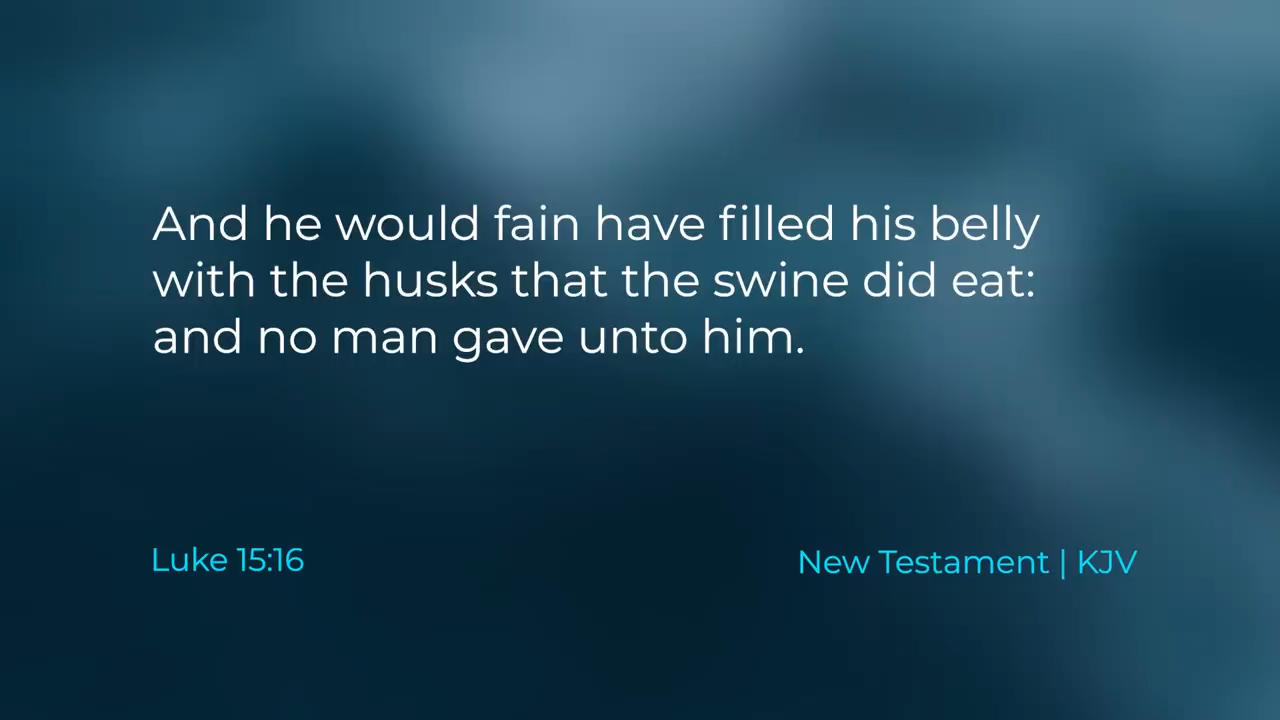 And he would fain have filled his belly
with the husks that the swine did eat:
and no man gave unto him.
Luke 15:16
New Testament | KJV